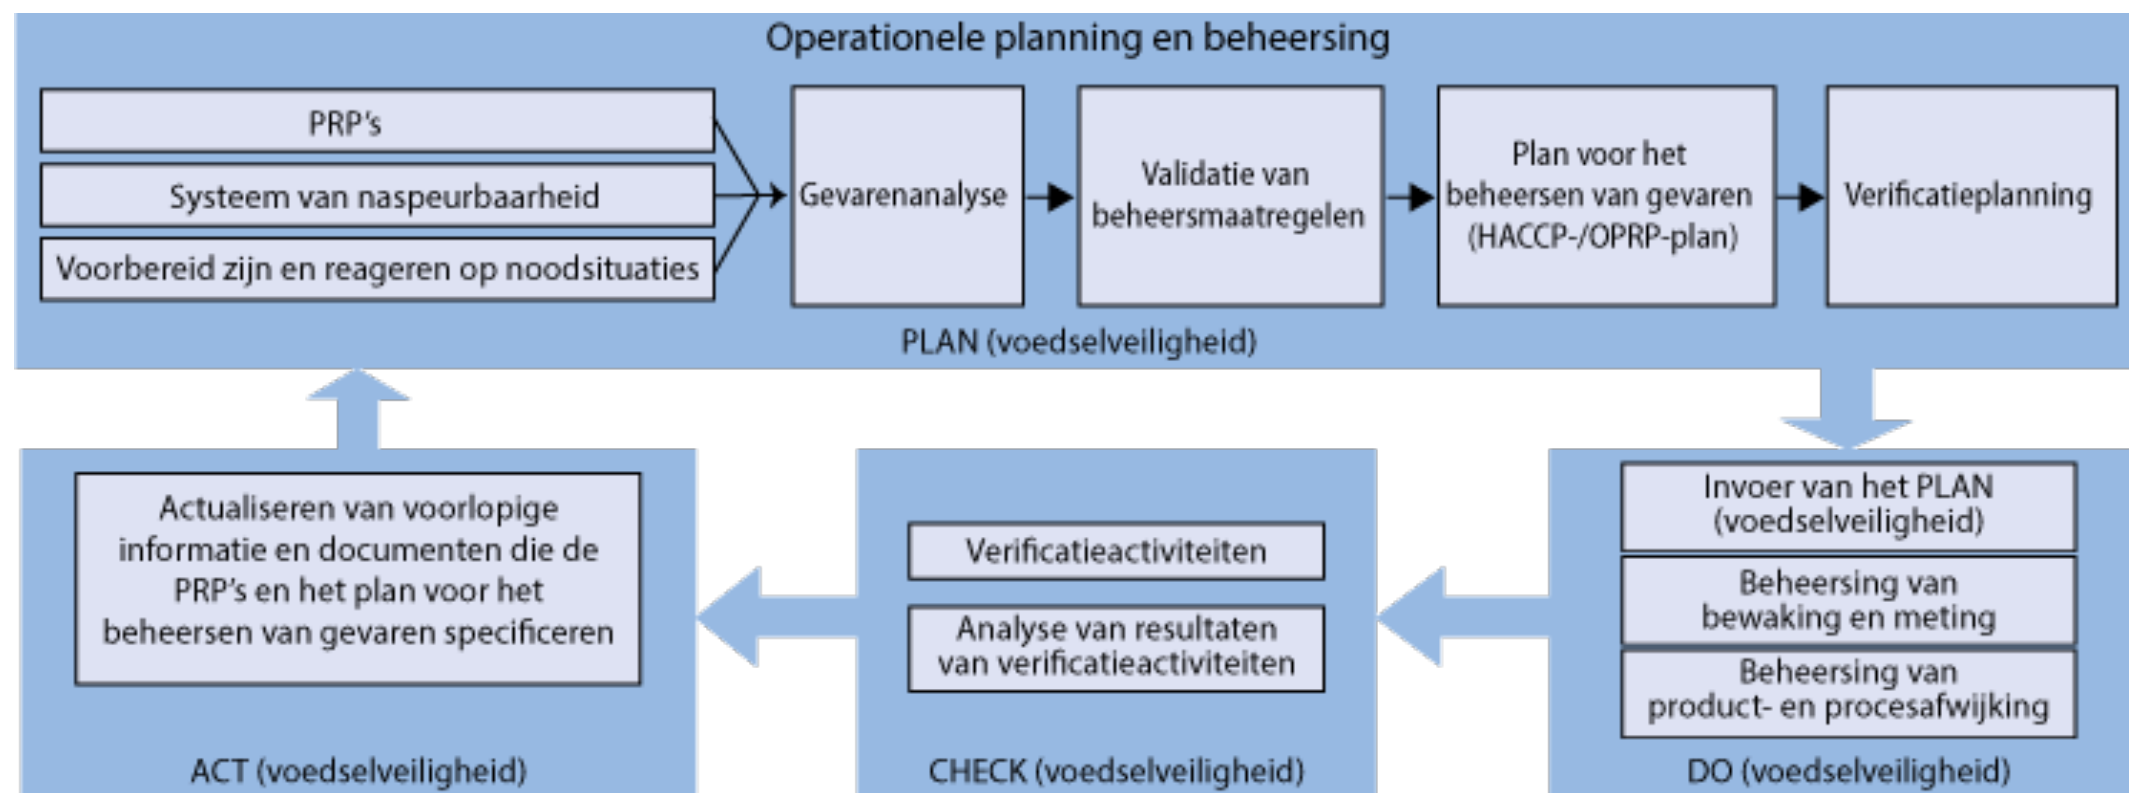 Operationele planning en beheersing
PRP's
Systeem van naspeurbaarheid
Voorbereid zijn en reageren op noodsituaties
Gevarenanalyse
Validatie van
beheersmaatregelen
Plan voor het
beheersen van gevaren
(HACCP-/OPRP-plan)
Verificatieplanning
PLAN (voedselveiligheid)
Actualiseren van voorlopige
informatie en documenten die de
PRP's en het plan voor het
beheersen van gevaren specificeren
ACT (voedselveiligheid)
Verificatieactiviteiten
Analyse van resultaten
van verificatieactiviteiten
CHECK (voedselveiligheid)
Invoer van het PLAN
(voedselveiligheid)
Beheersing van
bewaking en meting
Beheersing van
product- en procesafwijking
DO (voedselveiligheid)